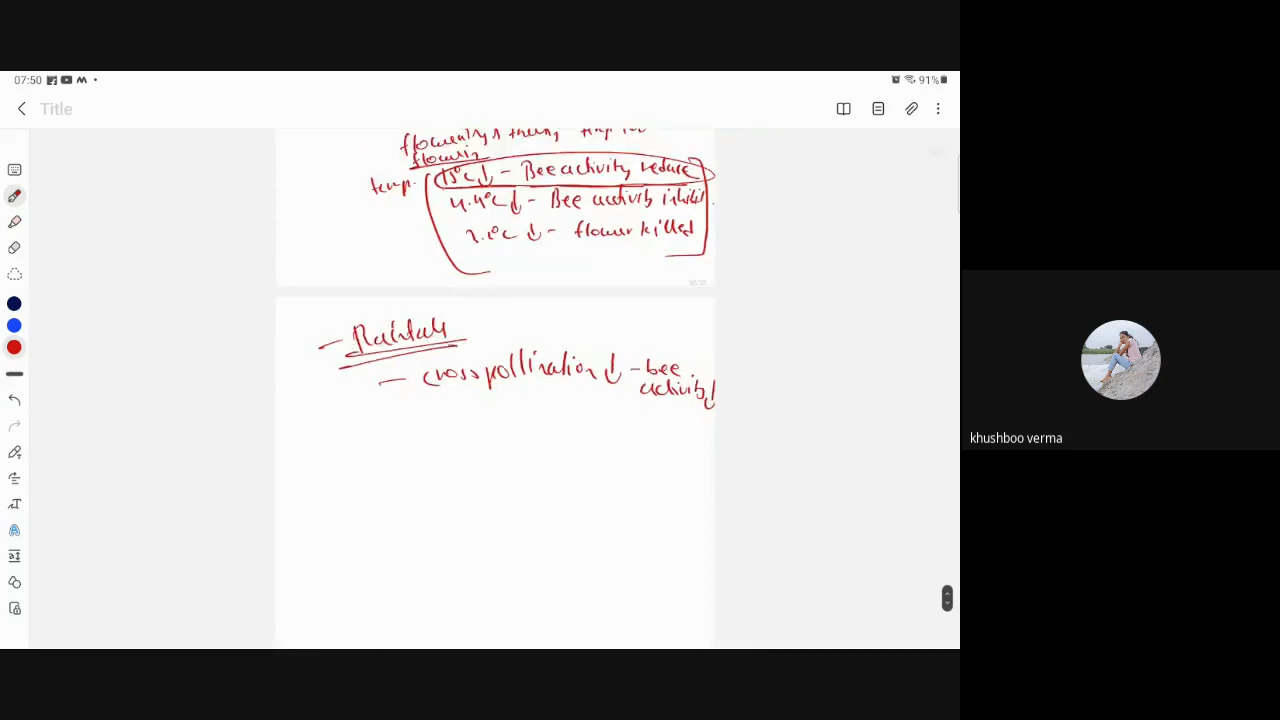 07:50
91%
Title
flowering
temp. 15°C↓ - Bee activity reduce
4.4°C↓ - Bee activity inhibit
2.2°C↓ - flower killed
- Rainfall
- cross pollination ↓ - bee activity↓
khushboo verma